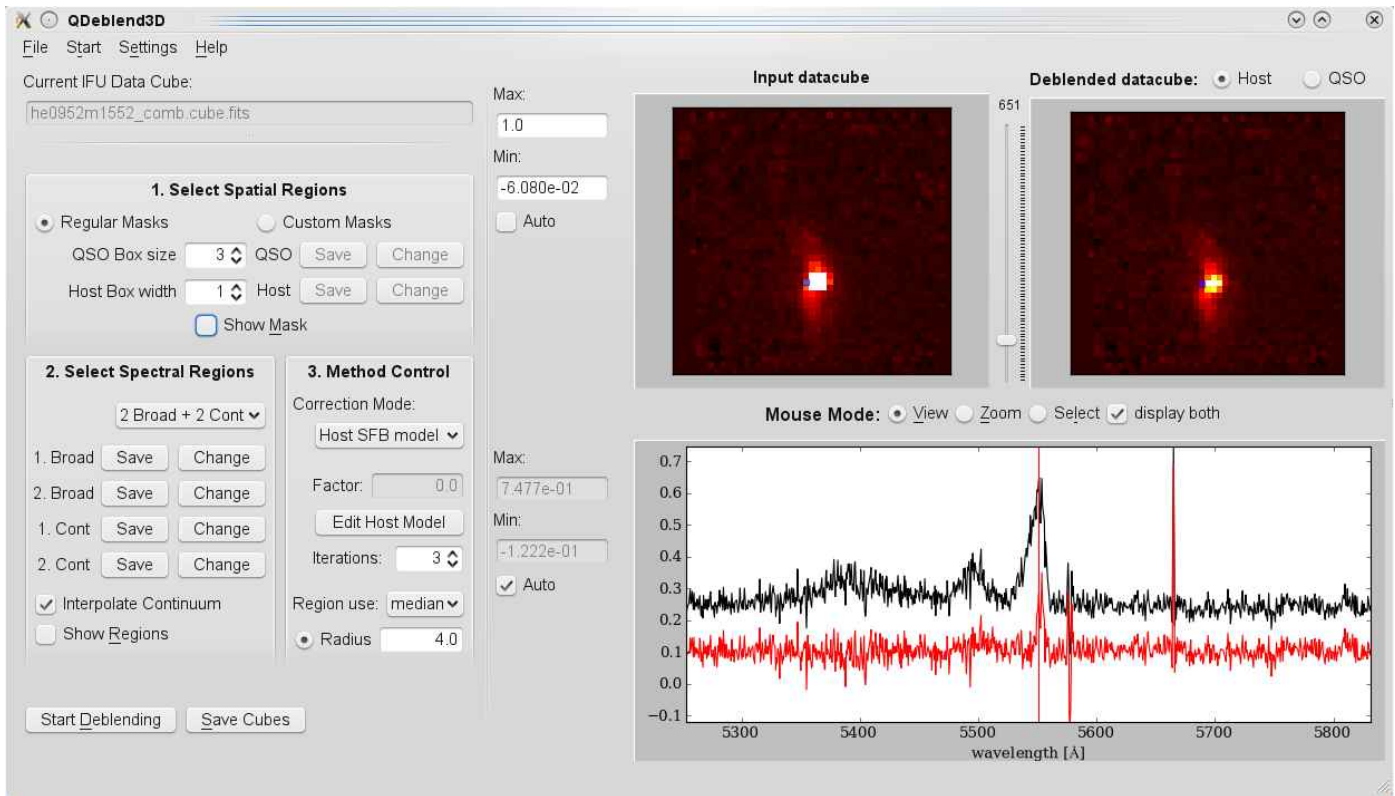 QDeblend3D
File Start Settings Help
Current IFU Data Cube:
he0952m1552_comb.cube.fits
1. Select Spatial Regions
Regular Masks Custom Masks
QSO Box size 3 QSO Save Change
Host Box width 1 Host Save Change
Show Mask
2. Select Spectral Regions
2 Broad + 2 Cont
1. Broad Save Change
2. Broad Save Change
1. Cont Save Change
2. Cont Save Change
Interpolate Continuum
Show Regions
3. Method Control
Correction Mode:
Host SFB model
Factor: 0.0
Edit Host Model
Iterations: 3
Region use: median
Radius 4.0
Start Deblending Save Cubes
Max:
1.0
Min:
-6.080e-02
Auto
Max:
7.477e-01
Min:
-1.222e-01
Auto
Input datacube
651
Deblended datacube: Host QSO
Mouse Mode: View Zoom Select display both
0.7
0.6
0.5
0.4
0.3
0.2
0.1
0.0
−0.1
5300 5400 5500 5600 5700 5800
wavelength [Å]